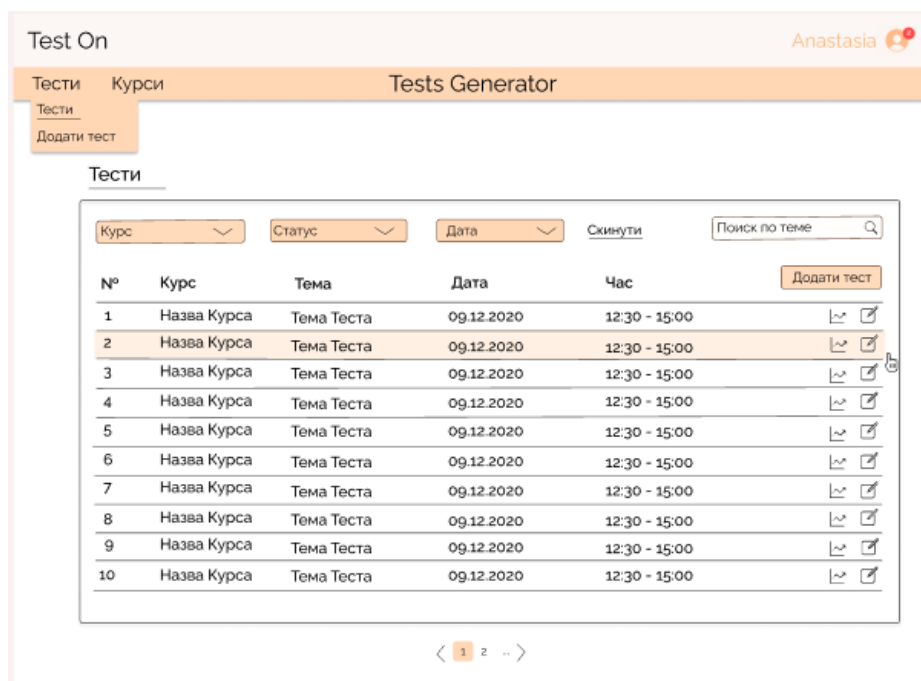 Test On
Anastasia
Тести Курси Tests Generator
Тести
Додати тест
Тести
Курс Статус Дата Скинути Поиск по теме
Додати тест
№ Курс Тема Дата Час
1 Назва Курса Тема Теста 09.12.2020 12:30 - 15:00
2 Назва Курса Тема Теста 09.12.2020 12:30 - 15:00
3 Назва Курса Тема Теста 09.12.2020 12:30 - 15:00
4 Назва Курса Тема Теста 09.12.2020 12:30 - 15:00
5 Назва Курса Тема Теста 09.12.2020 12:30 - 15:00
6 Назва Курса Тема Теста 09.12.2020 12:30 - 15:00
7 Назва Курса Тема Теста 09.12.2020 12:30 - 15:00
8 Назва Курса Тема Теста 09.12.2020 12:30 - 15:00
9 Назва Курса Тема Теста 09.12.2020 12:30 - 15:00
10 Назва Курса Тема Теста 09.12.2020 12:30 - 15:00
1 2 ..